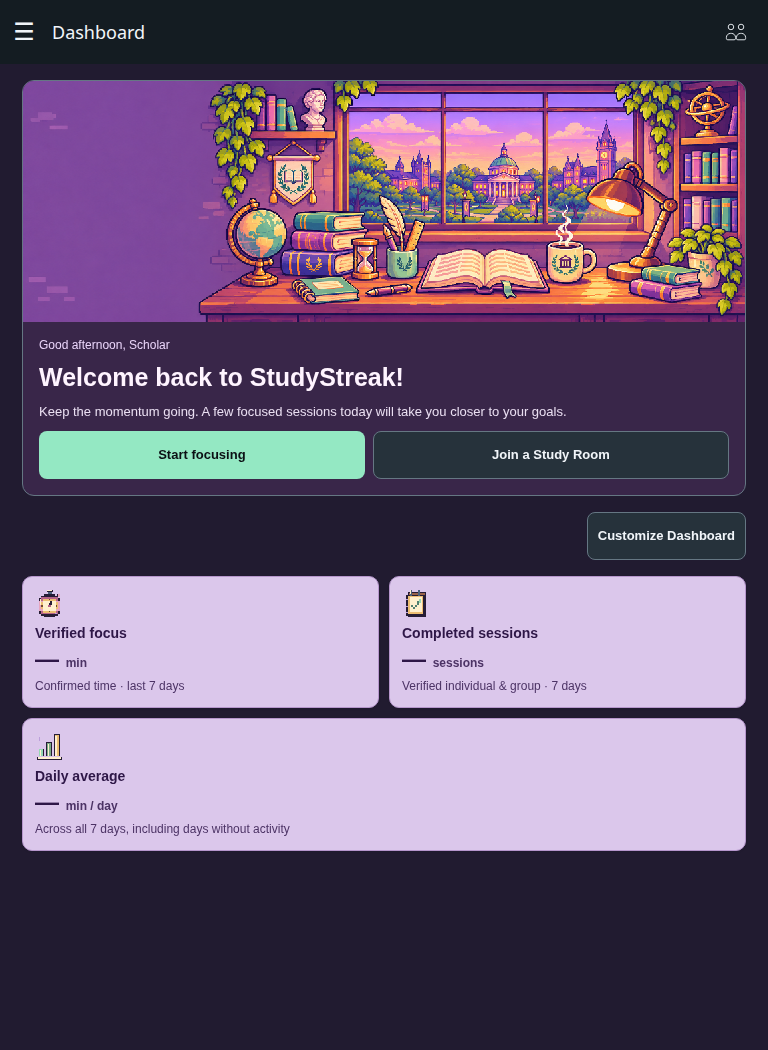 Dashboard
Good afternoon, Scholar
Welcome back to StudyStreak!
Keep the momentum going. A few focused sessions today will take you closer to your goals.
Start focusing
Join a Study Room
Customize Dashboard
Verified focus
— min
Confirmed time · last 7 days
Completed sessions
— sessions
Verified individual & group · 7 days
Daily average
— min / day
Across all 7 days, including days without activity